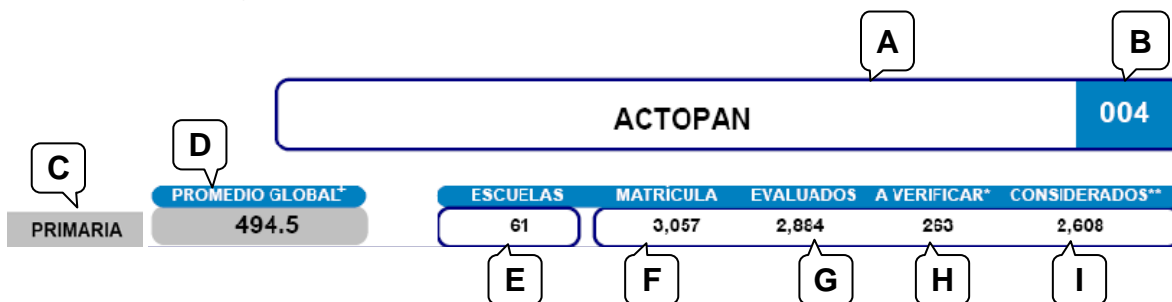 A
B
ACTOPAN 004
C
D
PROMEDIO GLOBAL+ ESCUELAS MATRÍCULA EVALUADOS A VERIFICAR* CONSIDERADOS**
PRIMARIA 494.5 61 3,057 2,884 263 2,608
E F G H I